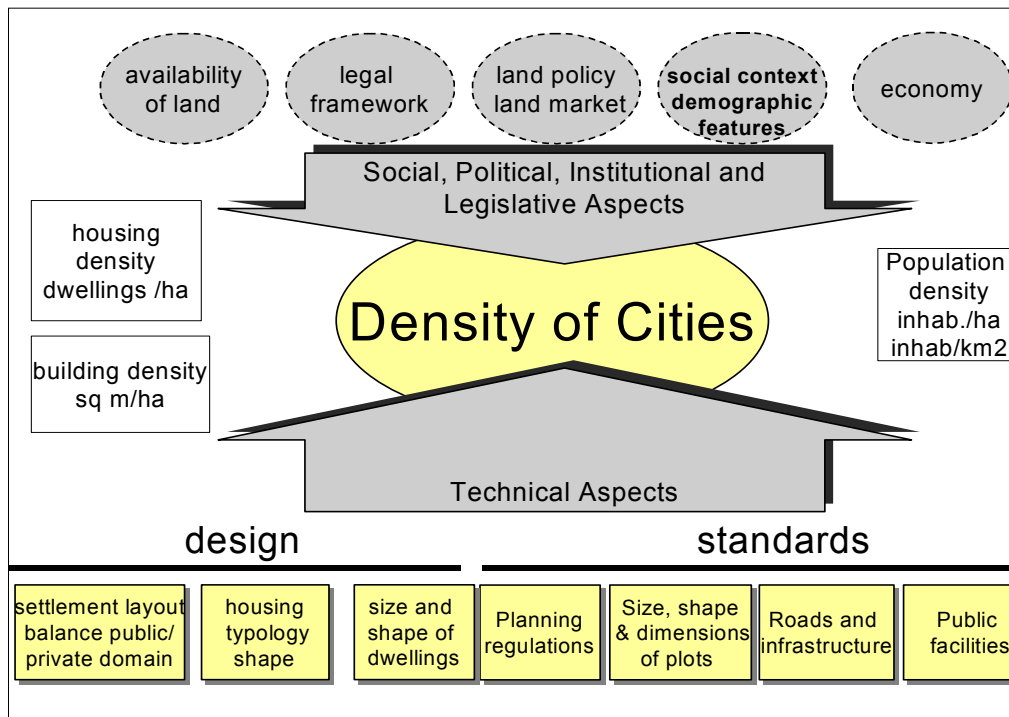 availability
of land
legal
framework
land policy
land market
social context
demographic
features
economy
Social, Political, Institutional and
Legislative Aspects
housing
density
dwellings /ha
building density
sq m/ha
Density of Cities
Population
density
inhab./ha
inhab/km2
Technical Aspects
design
standards
settlement layout
balance public/
private domain
housing
typology
shape
size and
shape of
dwellings
Planning
regulations
Size, shape
& dimensions
of plots
Roads and
infrastructure
Public
facilities